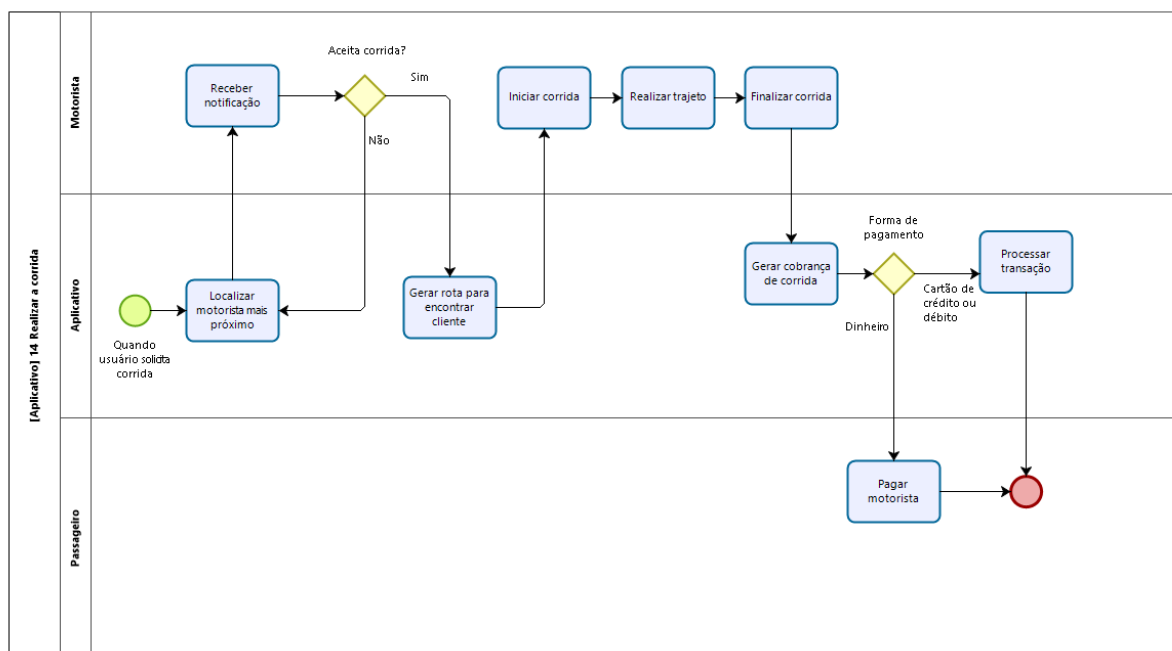 [Aplicativo] 14 Realizar a corrida
Motorista
Receber
notificação
Aceita corrida?
Sim
Não
Iniciar corrida
Realizar trajeto
Finalizar corrida
Aplicativo
Quando
usuário solicita
corrida
Localizar
motorista mais
próximo
Gerar rota para
encontrar
cliente
Gerar cobrança
de corrida
Forma de
pagamento
Dinheiro
Cartão de
crédito ou
débito
Processar
transação
Passageiro
Pagar
motorista